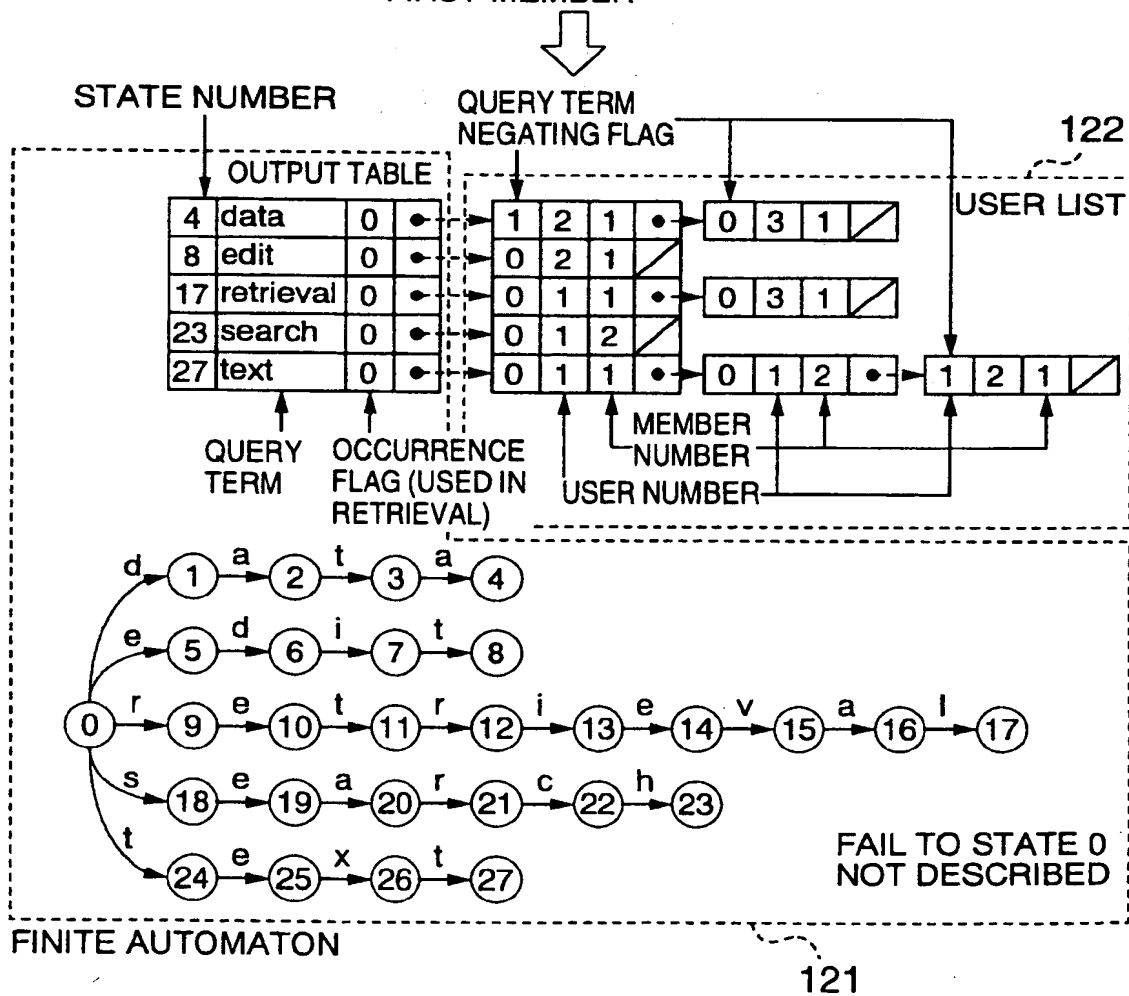 STATE NUMBER
QUERY TERM
NEGATING FLAG
122
OUTPUT TABLE
USER LIST
4 data 0 1 2 1 0 3 1
8 edit 0 0 2 1
17 retrieval 0 0 1 1 0 3 1
23 search 0 0 1 2
27 text 0 0 1 1 0 1 2 1 2 1
QUERY
TERM
OCCURRENCE
FLAG (USED IN
RETRIEVAL)
MEMBER
NUMBER
USER NUMBER
d a t a
1 2 3 4
e d i t
5 6 7 8
r e t r i e v a l
0 9 10 11 12 13 14 15 16 17
s e a r c h
18 19 20 21 22 23
t e x t
24 25 26 27
FAIL TO STATE 0
NOT DESCRIBED
FINITE AUTOMATON
121